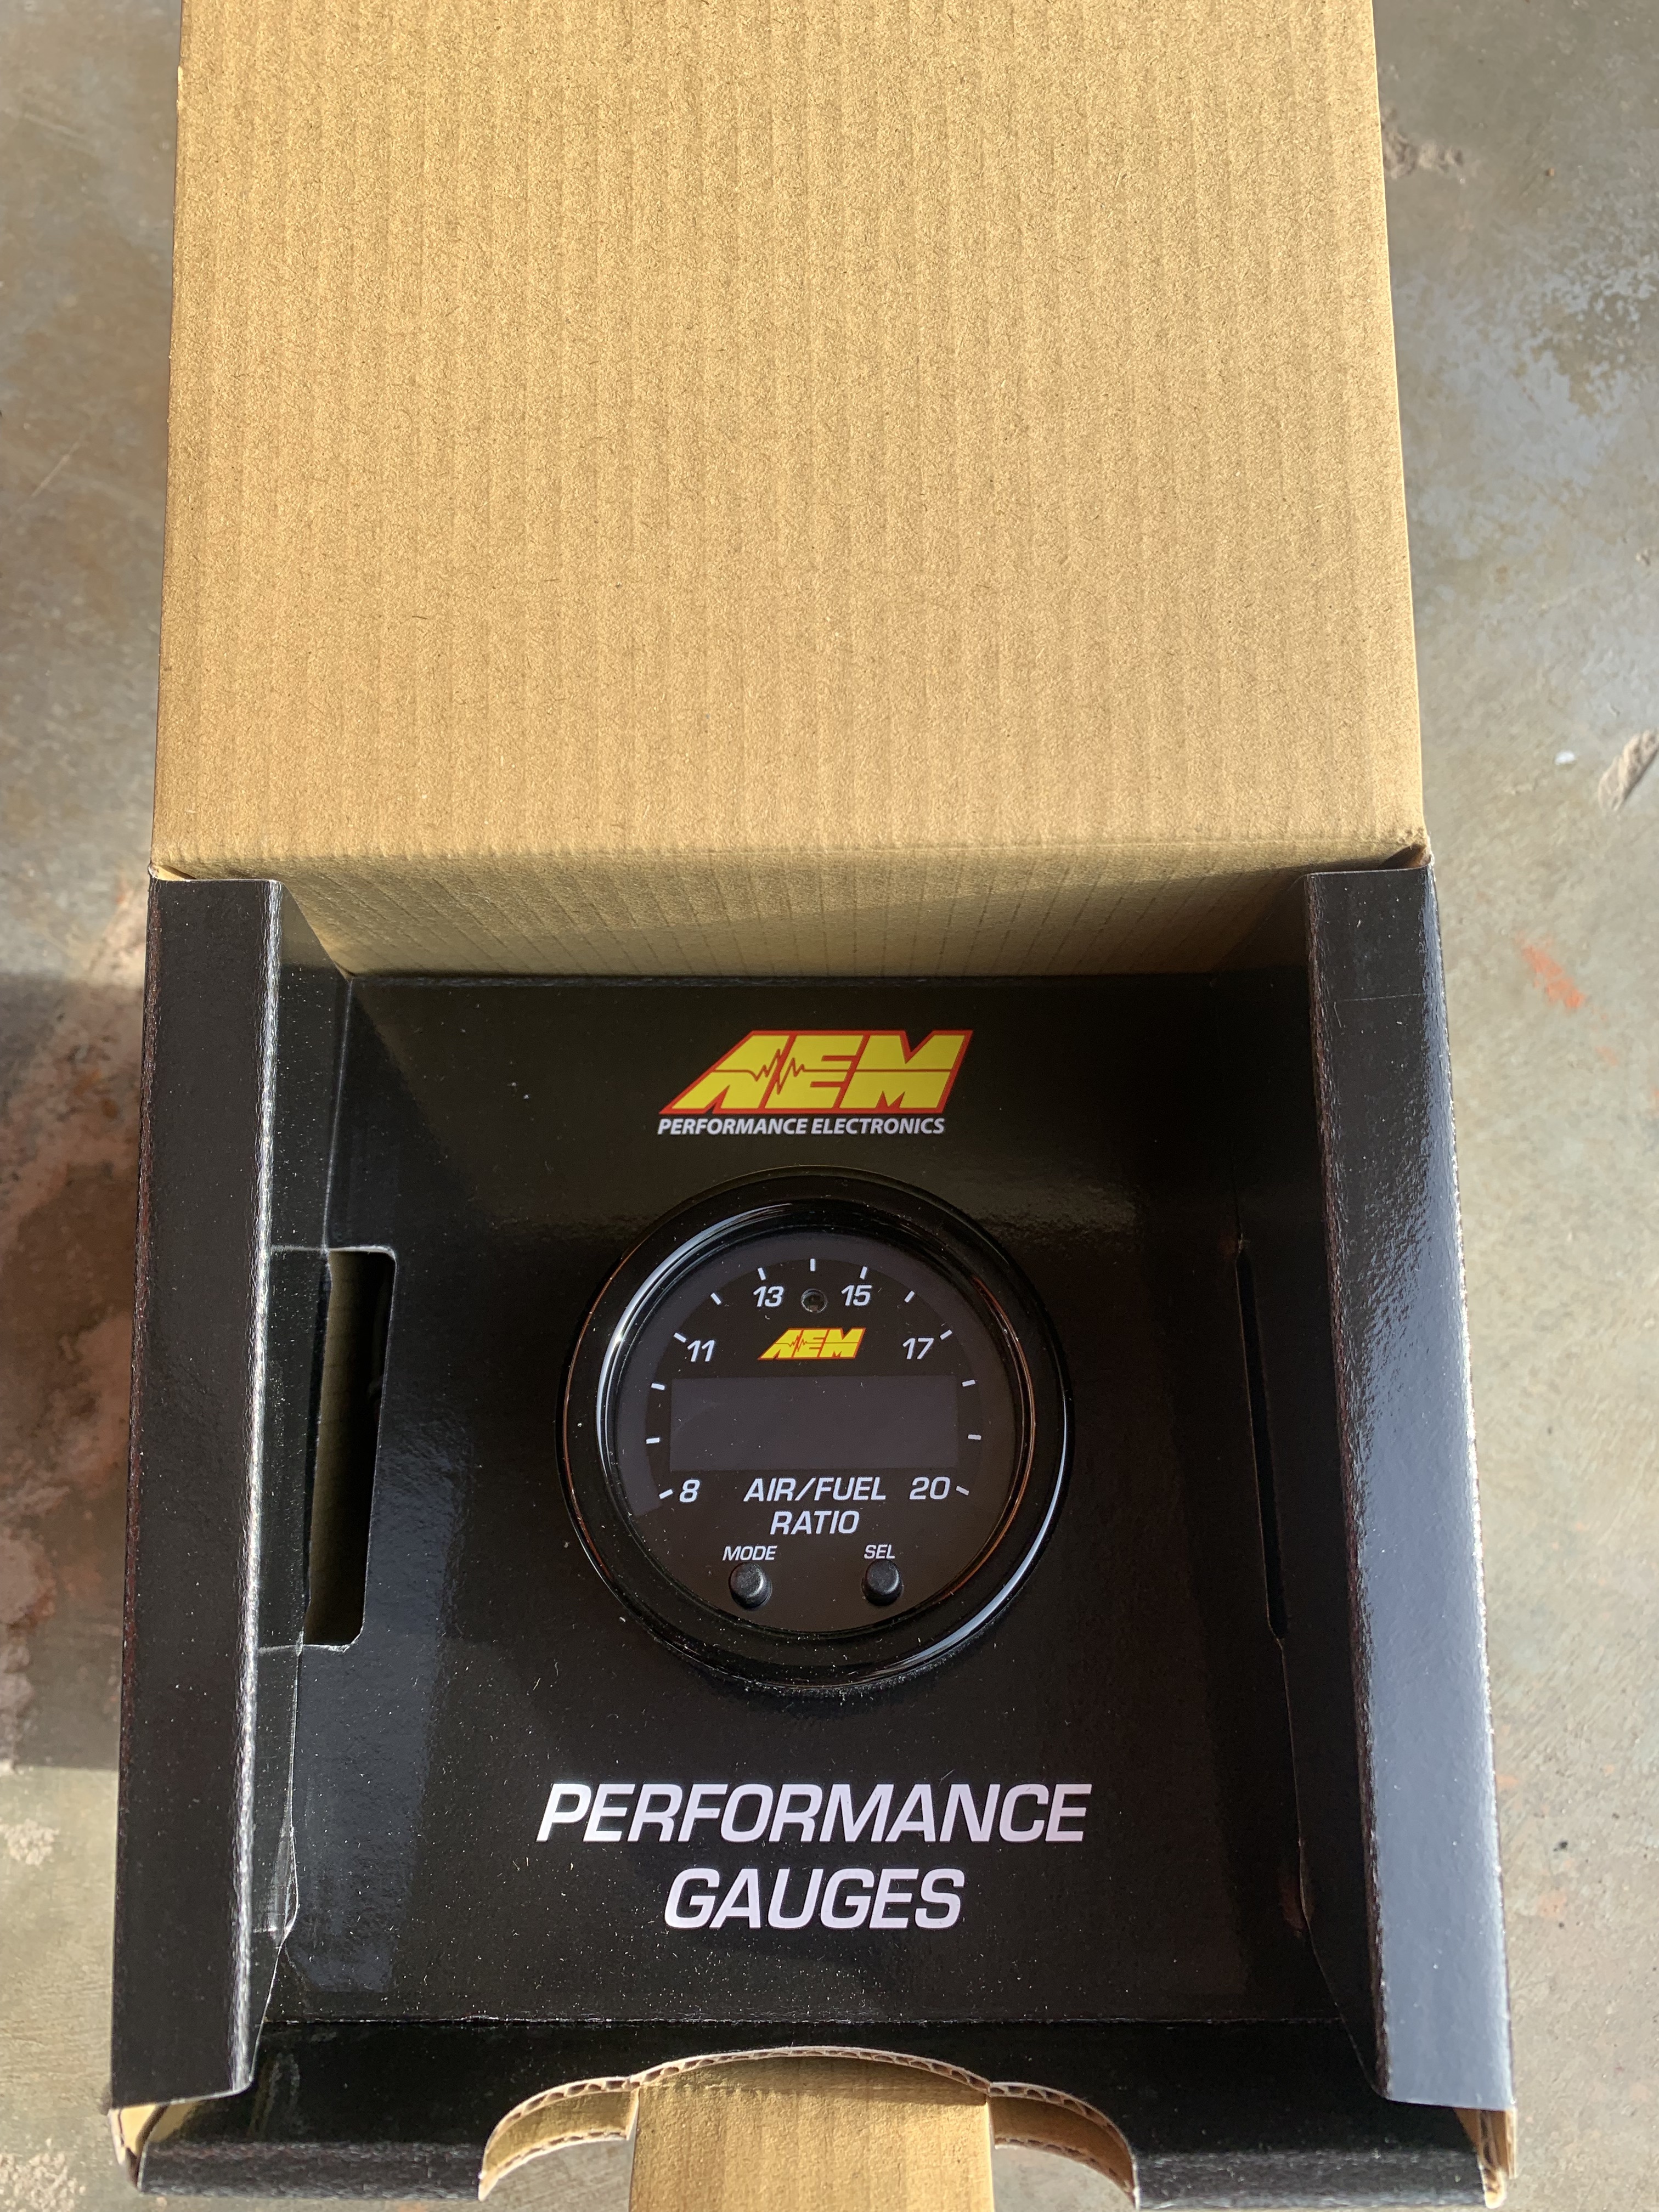 AEM
PERFORMANCE ELECTRONICS
13 15
AEM
11 17
8 AIR/FUEL 20
RATIO
MODE SEL
PERFORMANCE
GAUGES